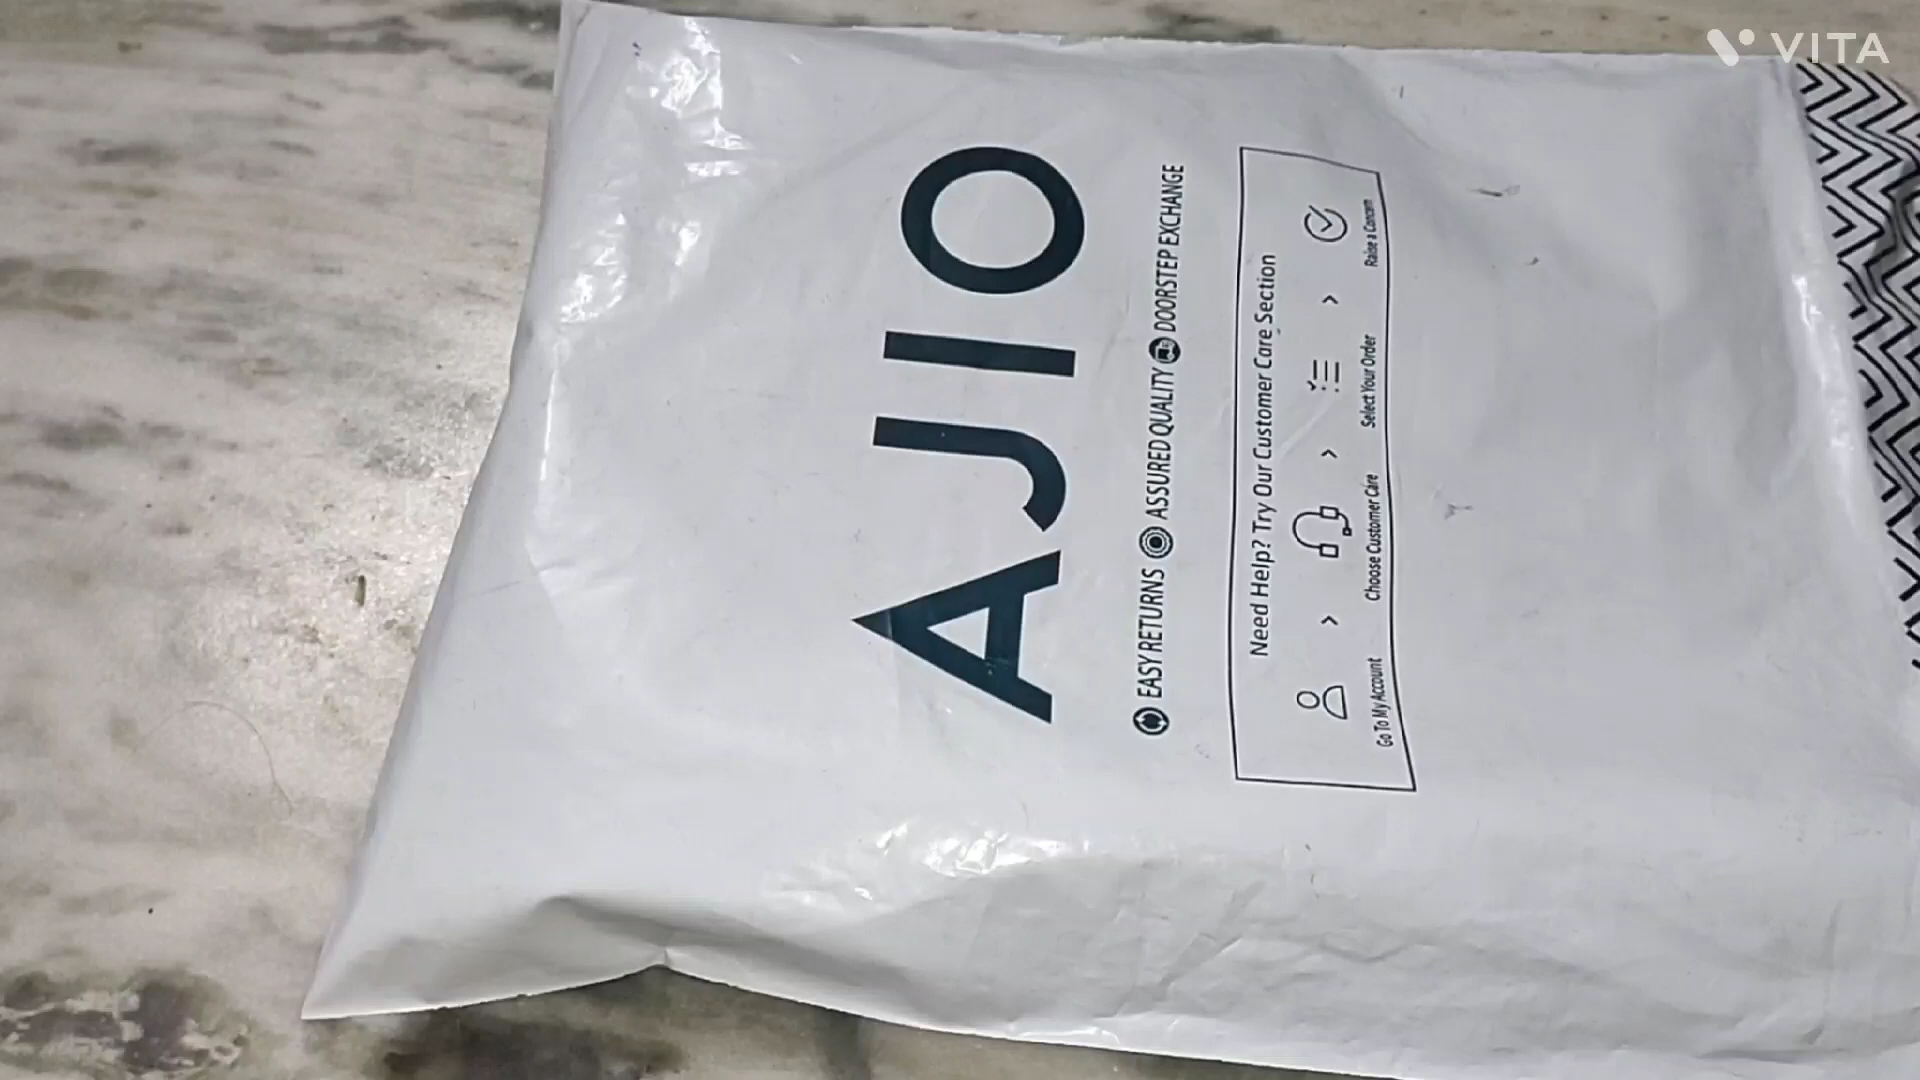 VITA
AJIO
EASY RETURNS ASSURED QUALITY DOORSTEP EXCHANGE
Need Help? Try Our Customer Care Section
Go To My Account > Choose Customer Care > Select Your Order > Raise a Concern